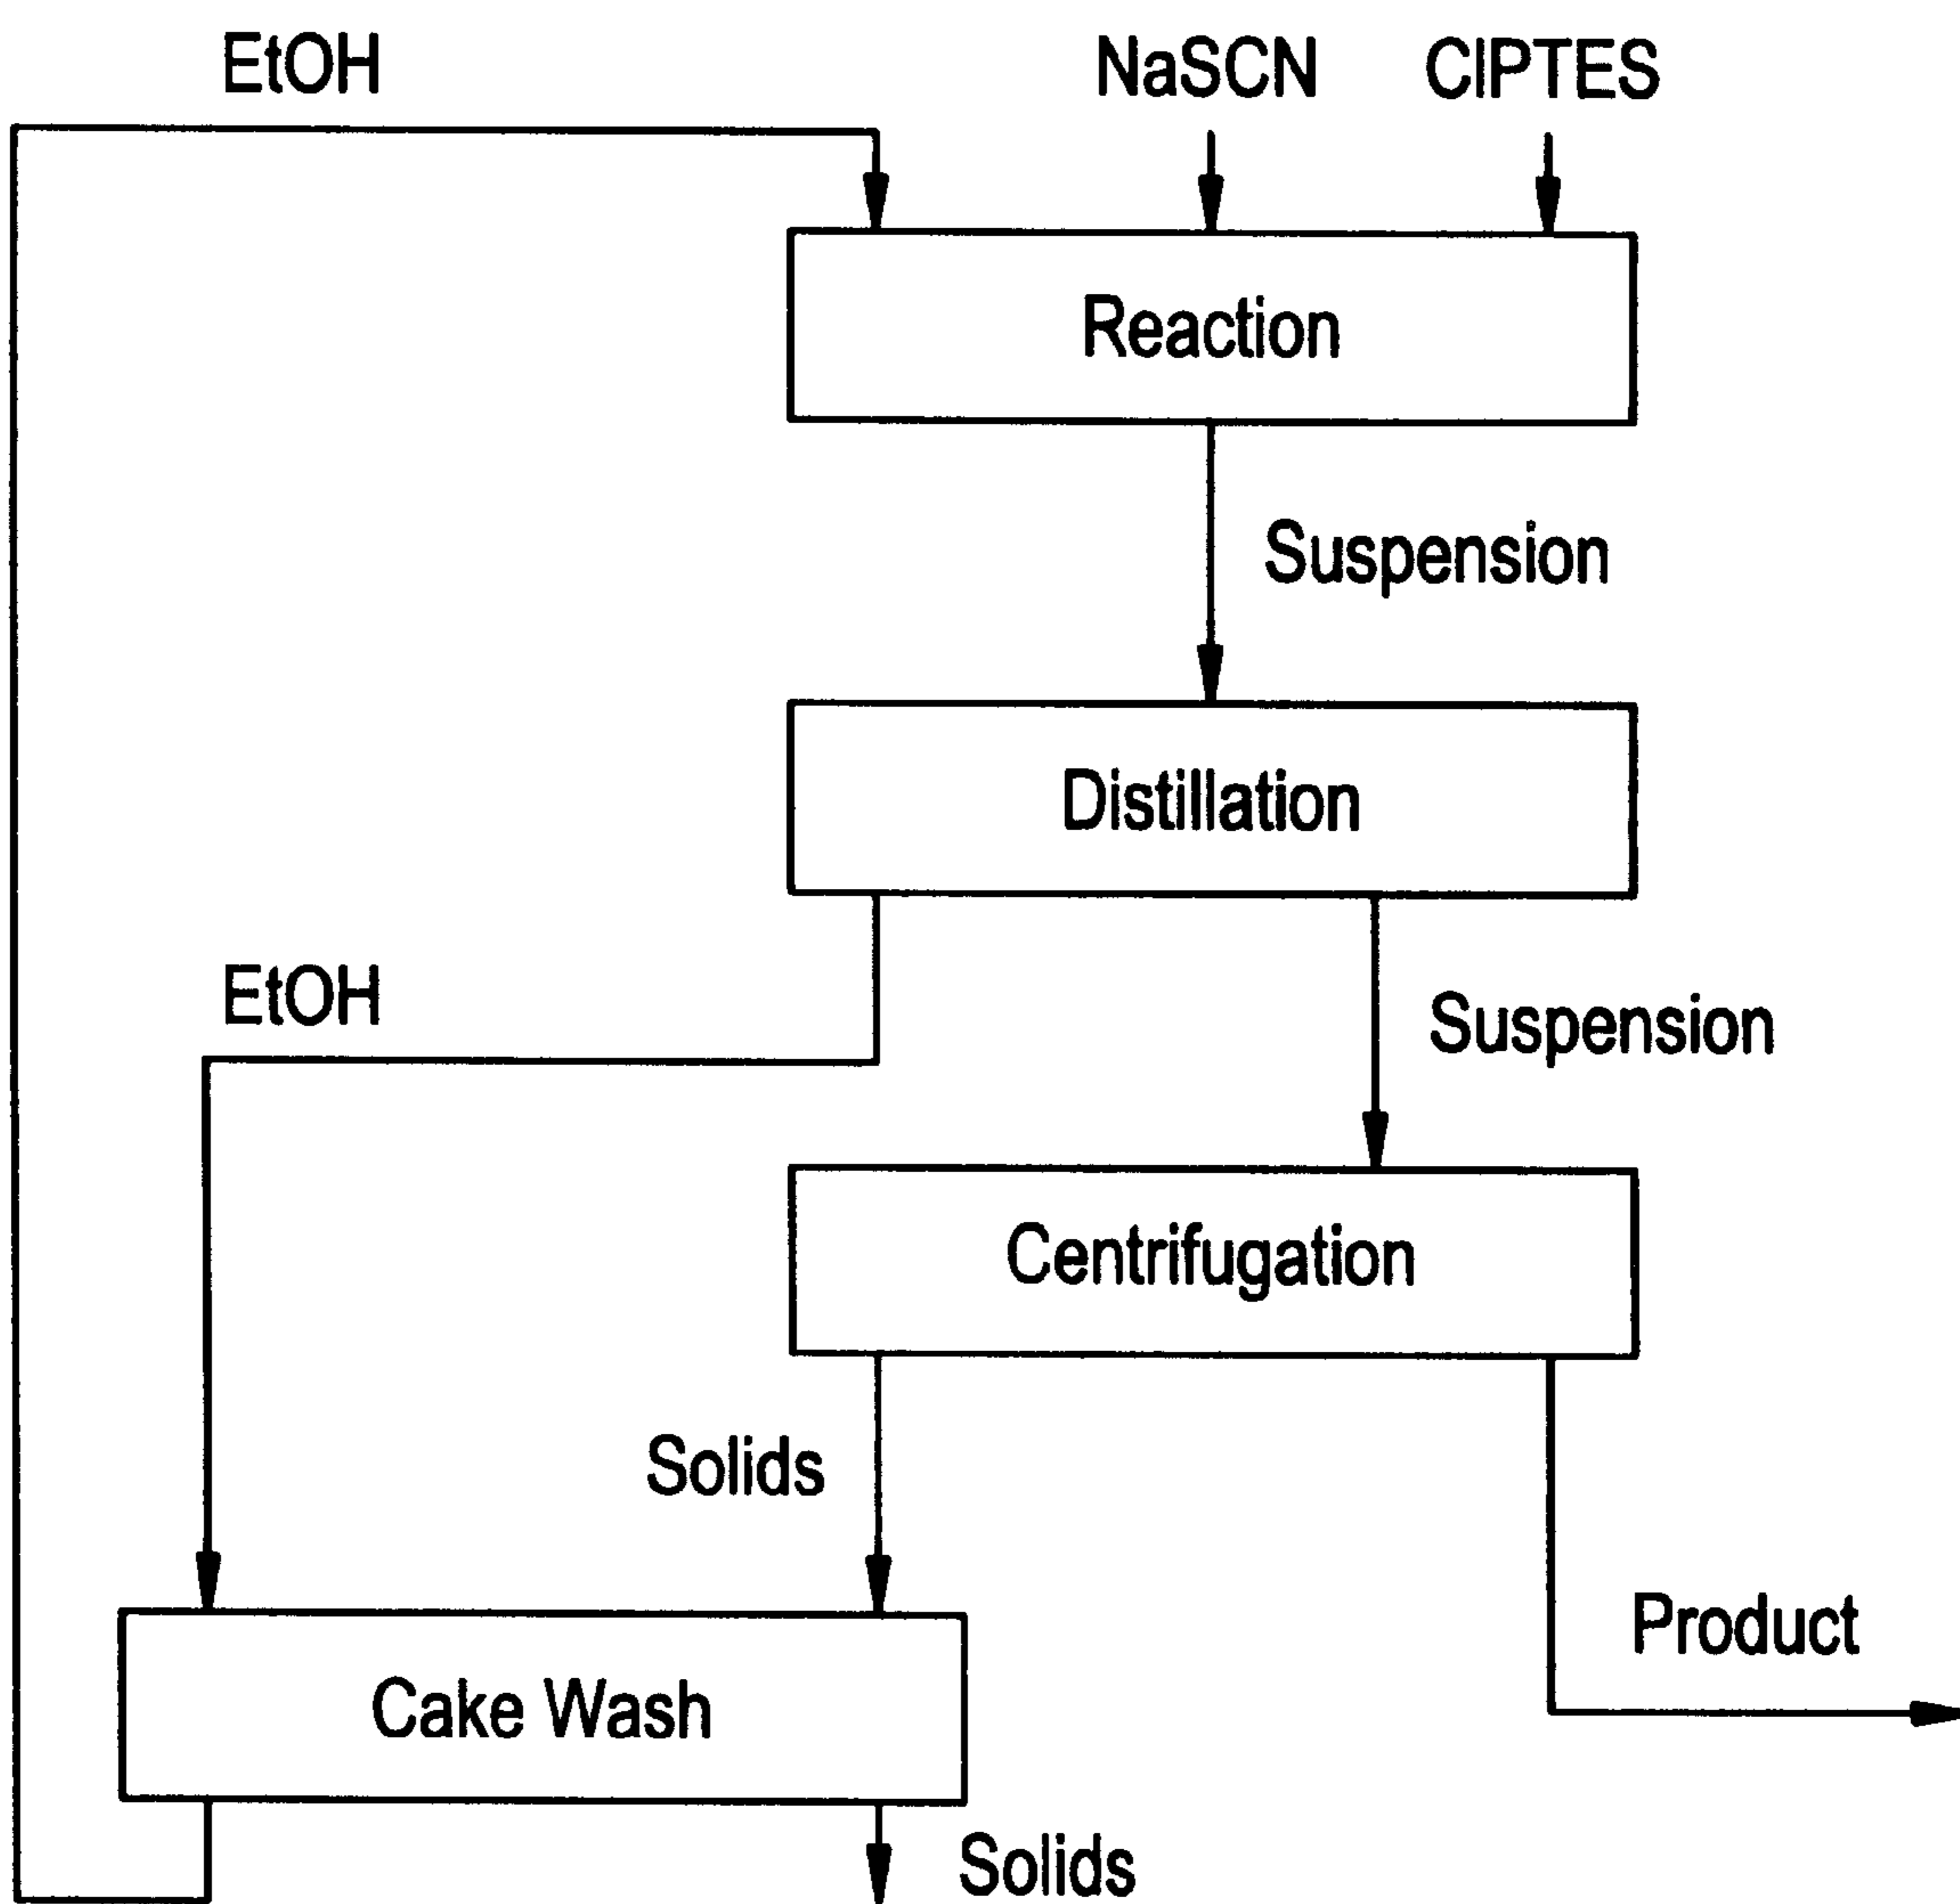 EtOH
NaSCN
ClPTES
Reaction
Suspension
Distillation
EtOH
Suspension
Centrifugation
Solids
Product
Cake Wash
Solids